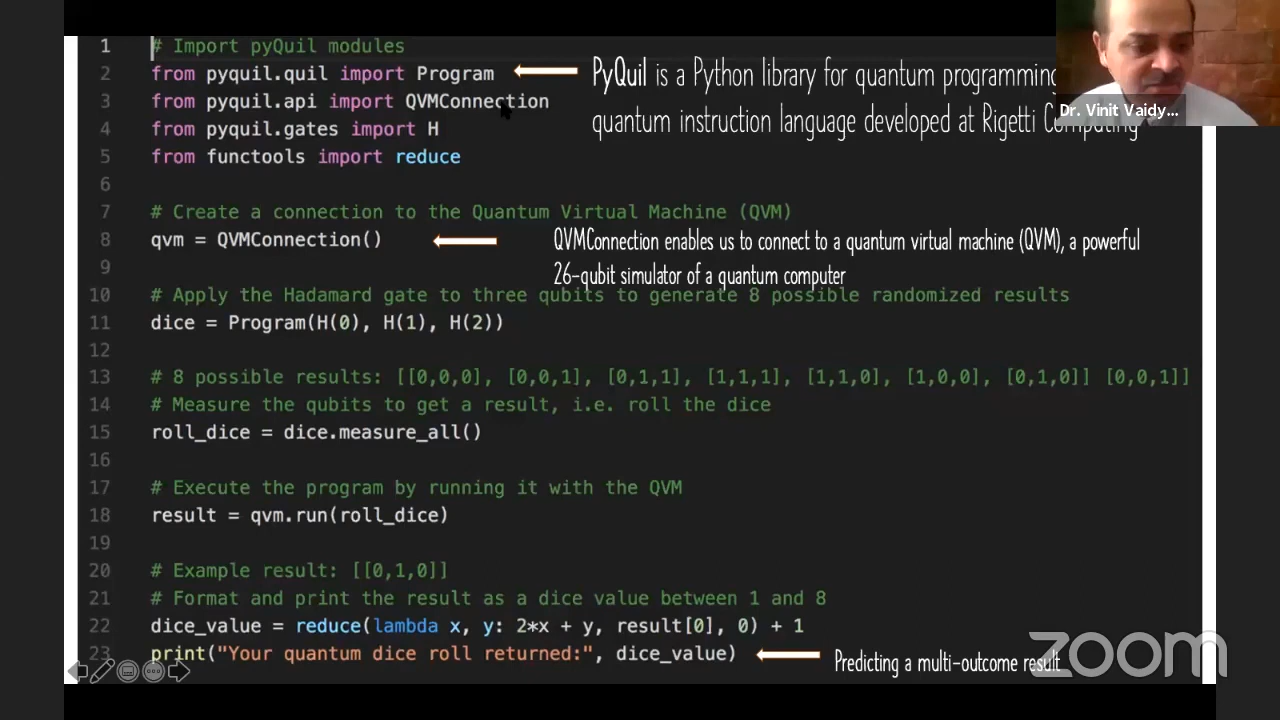 1 # Import pyQuil modules
2 from pyquil.quil import Program
3 from pyquil.api import QVMConnection
4 from pyquil.gates import H
5 from functools import reduce
6
7 # Create a connection to the Quantum Virtual Machine (QVM)
8 qvm = QVMConnection()
9
10 # Apply the Hadamard gate to three qubits to generate 8 possible randomized results
11 dice = Program(H(0), H(1), H(2))
12
13 # 8 possible results: [[0,0,0], [0,0,1], [0,1,1], [1,1,1], [1,1,0], [1,0,0], [0,1,0]] [0,0,1]]
14 # Measure the qubits to get a result, i.e. roll the dice
15 roll_dice = dice.measure_all()
16
17 # Execute the program by running it with the QVM
18 result = qvm.run(roll_dice)
19
20 # Example result: [[0,1,0]]
21 # Format and print the result as a dice value between 1 and 8
22 dice_value = reduce(lambda x, y: 2*x + y, result[0], 0) + 1
23 print("Your quantum dice roll returned:", dice_value)
PyQuil is a Python library for quantum programming
quantum instruction language developed at Rigetti Computing
QVMConnection enables us to connect to a quantum virtual machine (QVM), a powerful
26-qubit simulator of a quantum computer
Predicting a multi-outcome result
Dr. Vinit Vaidy...
zoom